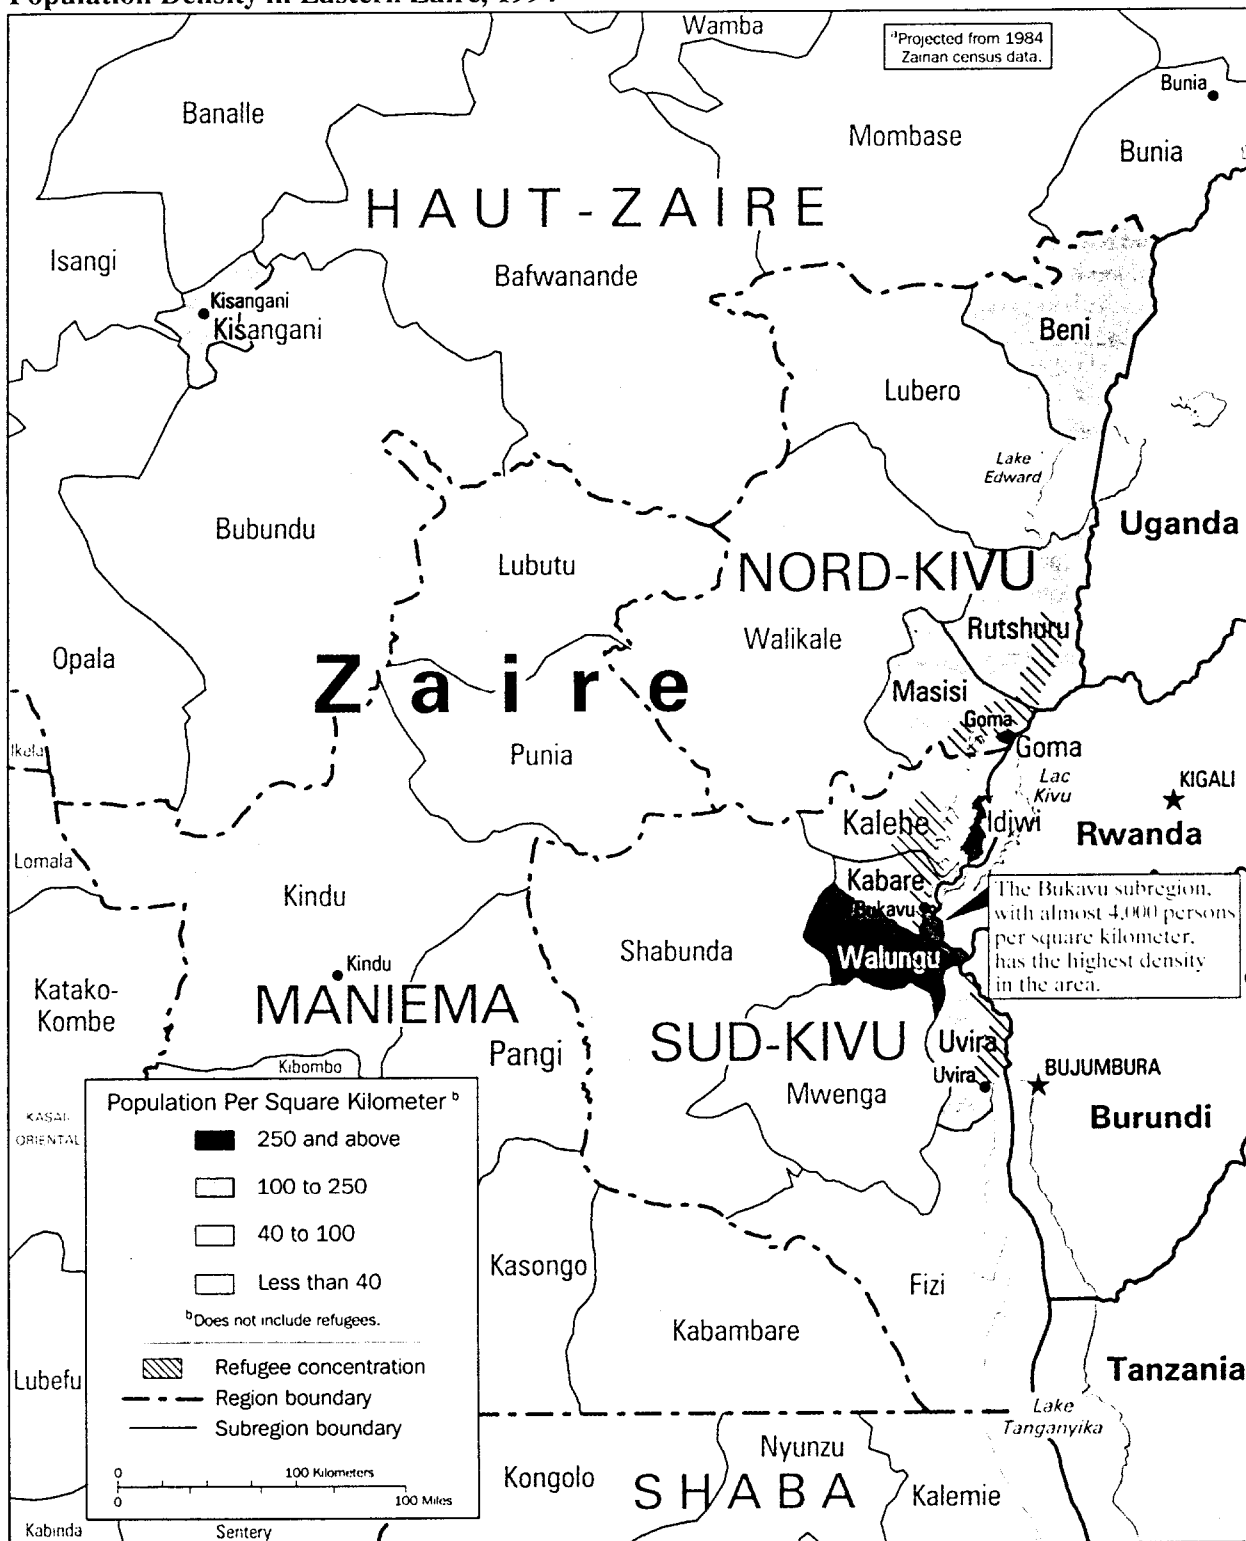 Population Density in Eastern Zaire, 1994
ᵃProjected from 1984
Zairian census data.
Wamba
Banalle
Mombase
Bunia
Bunia
HAUT-ZAIRE
Isangi
Bafwanande
Kisangani
Kisangani
Beni
Lubero
Lake
Edward
Uganda
Bubundu
Lubutu
NORD-KIVU
Opala
Walikale
Rutshuru
Zaire
Masisi
Goma
Goma
Ikela
Punia
Lac
Kivu
KIGALI
Kalehe
Idjwi
Rwanda
Lomala
Kabare
Kindu
Bukavu
The Bukavu subregion,
with almost 4,000 persons
per square kilometer,
has the highest density
in the area.
Shabunda
Walungu
Kindu
Katako-
Kombe
MANIEMA
SUD-KIVU
Pangi
Uvira
Uvira
Kibombo
Mwenga
BUJUMBURA
Burundi
KASAI
ORIENTAL
Population Per Square Kilometer ᵇ
250 and above
100 to 250
40 to 100
Less than 40
ᵇDoes not include refugees.
Refugee concentration
Region boundary
Subregion boundary
0 100 Kilometers
0 100 Miles
Kasongo
Fizi
Kabambare
Lubefu
Tanzania
Lake
Tanganyika
Nyunzu
Kongolo
SHABA
Kalemie
Kabinda
Sentery